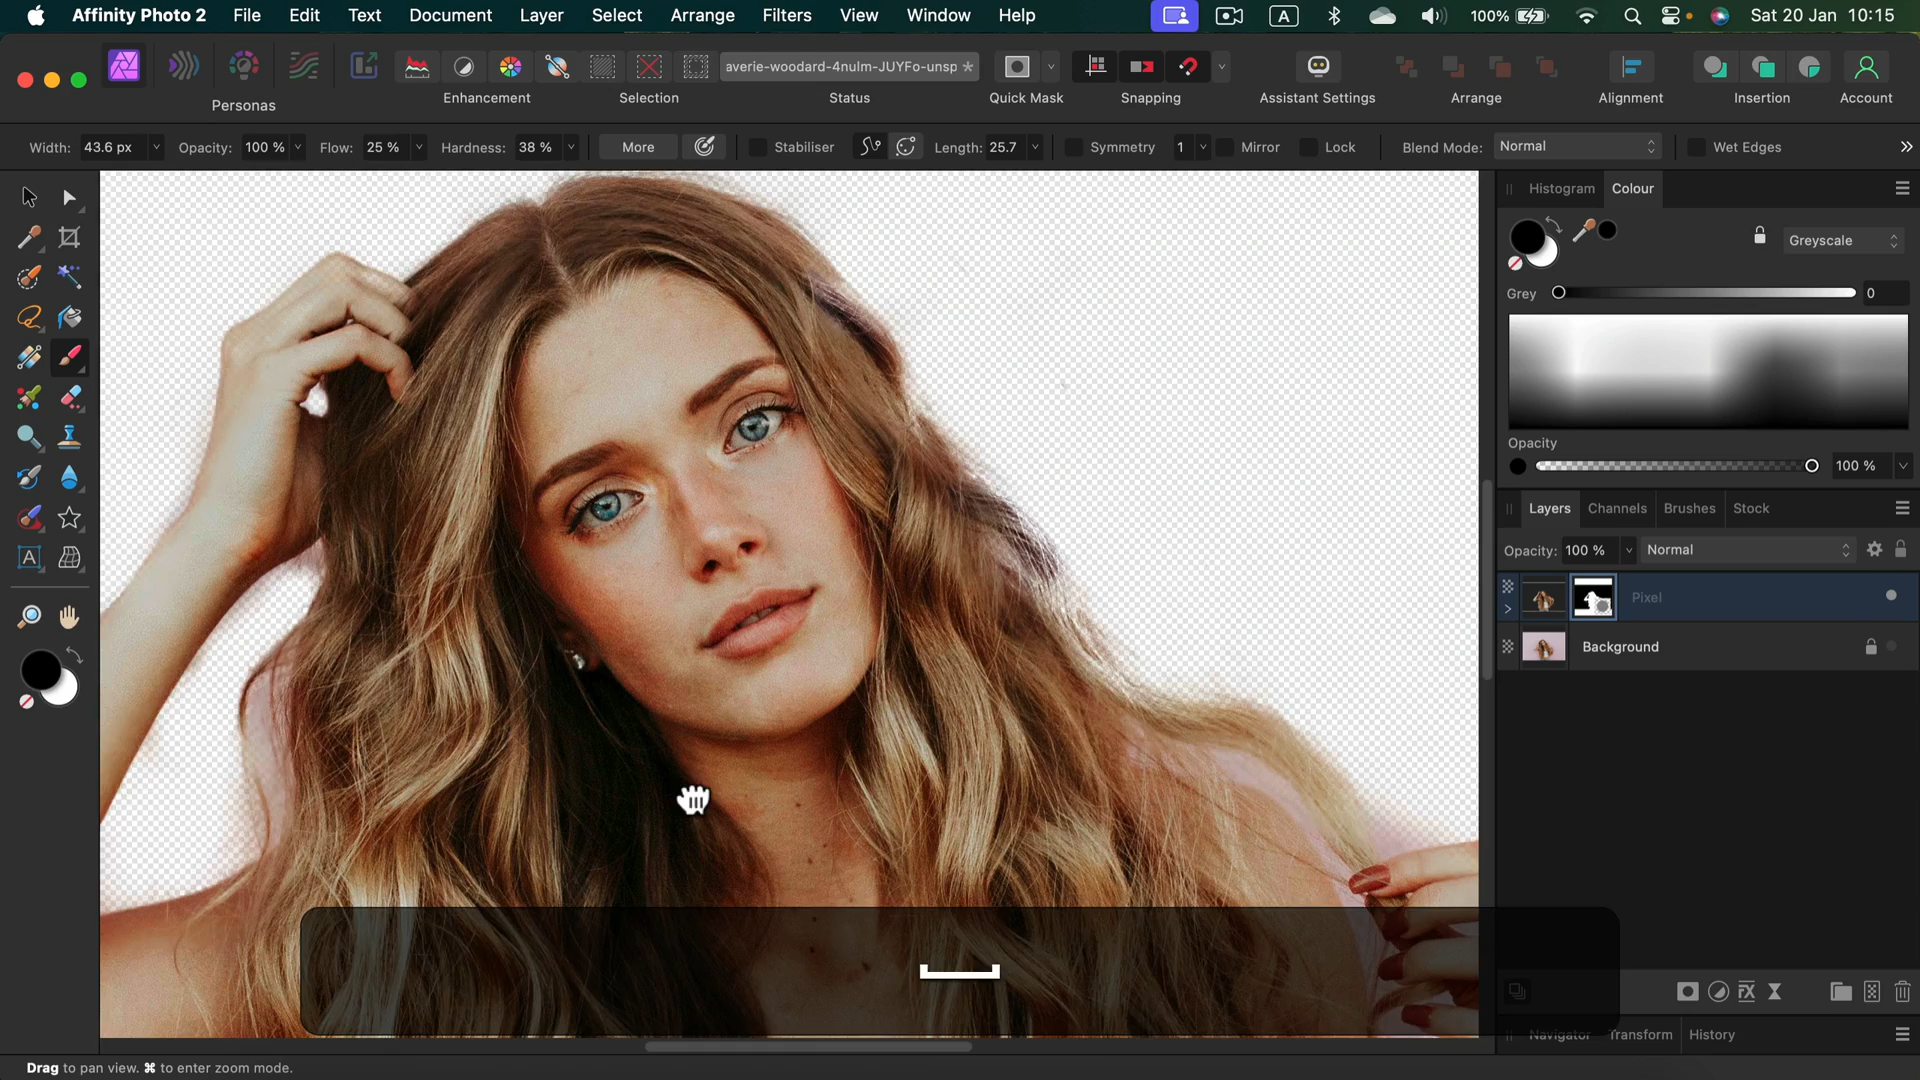 Affinity Photo 2 File Edit Text Document Layer Select Arrange Filters View Window Help A 100% Sat 20 Jan 10:15
averie-woodard-4nulm-JUYFo-unsp *
Personas Enhancement Selection Status Quick Mask Snapping Assistant Settings Arrange Alignment Insertion Account
Width: 43.6 px Opacity: 100 % Flow: 25 % Hardness: 38 % More Stabiliser Length: 25.7 Symmetry 1 Mirror Lock Blend Mode: Normal Wet Edges
Histogram Colour
Greyscale
Grey 0
Opacity
100 %
Layers Channels Brushes Stock
Opacity: 100 % Normal
Pixel
Background
A
FX
Navigator Transform History
Drag to pan view. ⌘ to enter zoom mode.